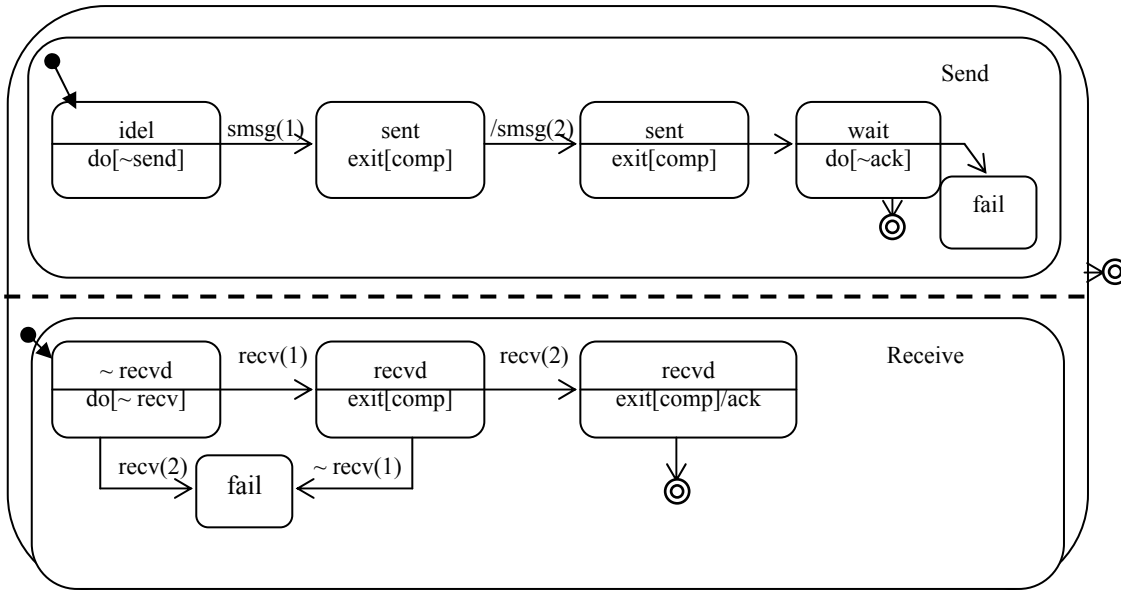 Send
idel
do[~send]
smsg(1)
sent
exit[comp]
/smsg(2)
sent
exit[comp]
wait
do[~ack]
fail
Receive
~ recvd
do[~ recv]
recv(1)
recvd
exit[comp]
recv(2)
recvd
exit[comp]/ack
recv(2)
fail
~ recv(1)